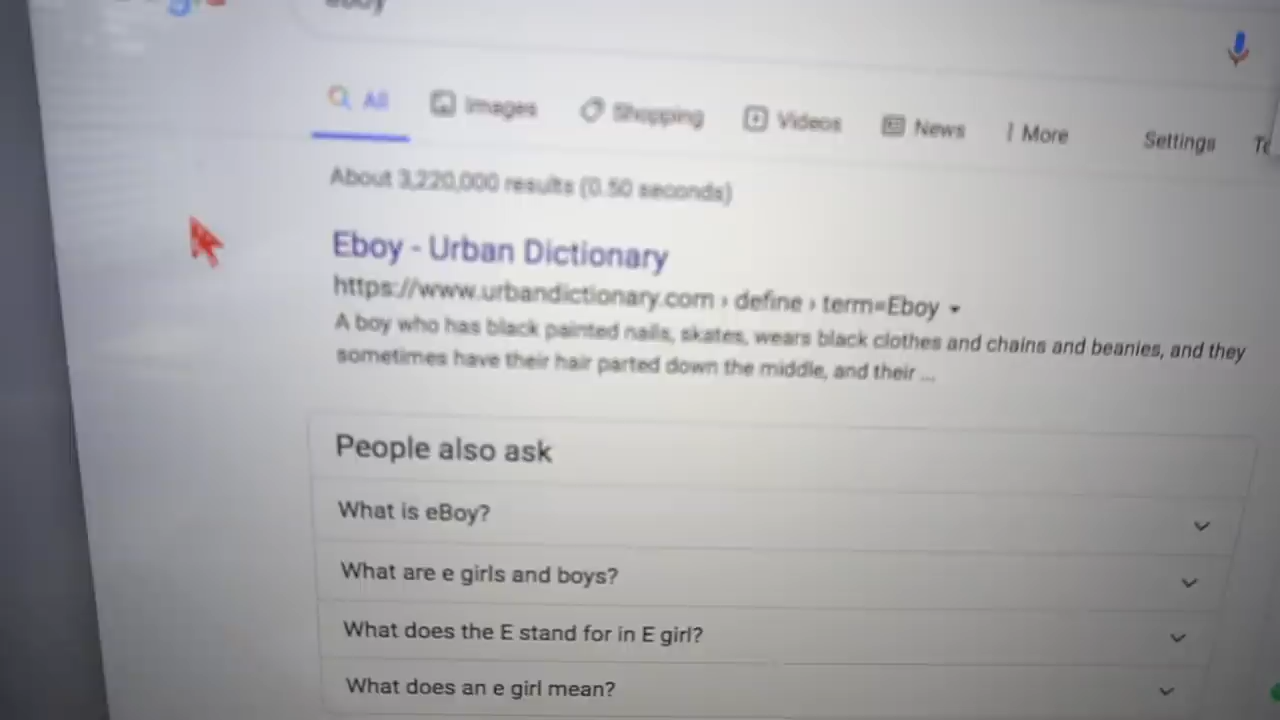 eboy
All Images Shopping Videos News More Settings
About 3,220,000 results (0.50 seconds)
Eboy - Urban Dictionary
https://www.urbandictionary.com › define › term=Eboy
A boy who has black painted nails, skates, wears black clothes and chains and beanies, and they
sometimes have their hair parted down the middle, and their ...
People also ask
What is eBoy?
What are e girls and boys?
What does the E stand for in E girl?
What does an e girl mean?